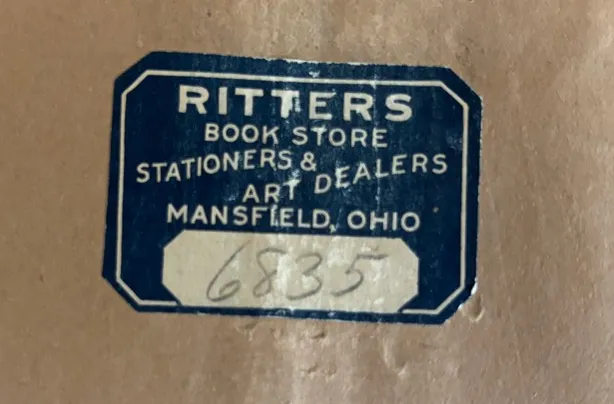 RITTERS
BOOK STORE
STATIONERS &
ART DEALERS
MANSFIELD, OHIO
6835